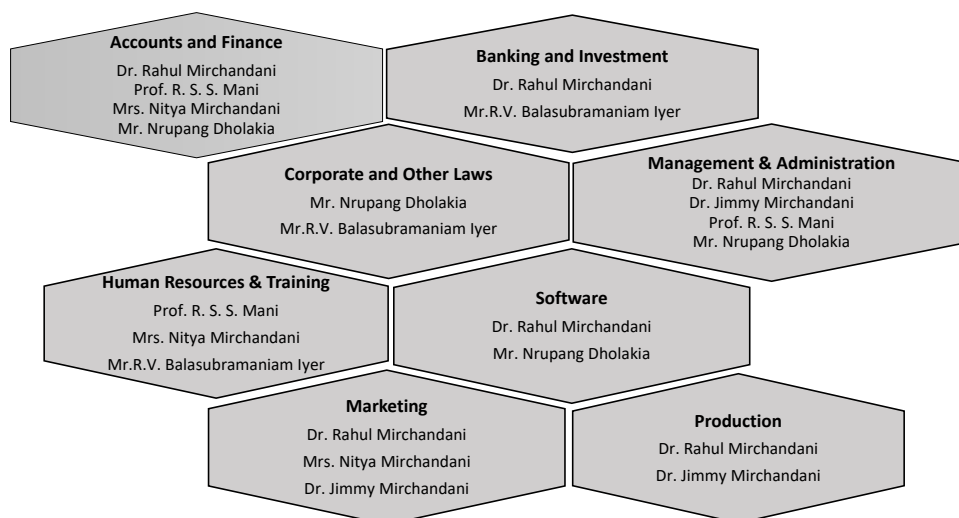 Accounts and Finance
Dr. Rahul Mirchandani
Prof. R. S. S. Mani
Mrs. Nitya Mirchandani
Mr. Nrupang Dholakia
Banking and Investment
Dr. Rahul Mirchandani
Mr.R.V. Balasubramaniam Iyer
Corporate and Other Laws
Mr. Nrupang Dholakia
Mr.R.V. Balasubramaniam Iyer
Management & Administration
Dr. Rahul Mirchandani
Dr. Jimmy Mirchandani
Prof. R. S. S. Mani
Mr. Nrupang Dholakia
Human Resources & Training
Prof. R. S. S. Mani
Mrs. Nitya Mirchandani
Mr.R.V. Balasubramaniam Iyer
Software
Dr. Rahul Mirchandani
Mr. Nrupang Dholakia
Marketing
Dr. Rahul Mirchandani
Mrs. Nitya Mirchandani
Dr. Jimmy Mirchandani
Production
Dr. Rahul Mirchandani
Dr. Jimmy Mirchandani